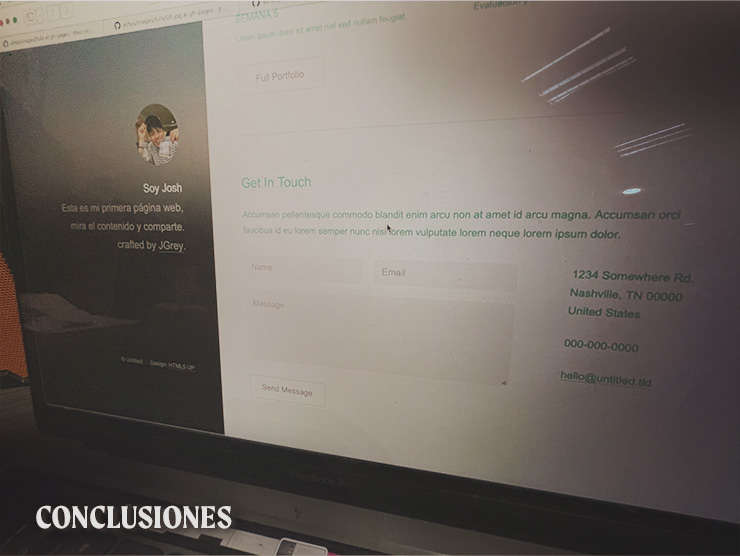 SEMANA 5
Lorem ipsum dolor sit amet nisl sed nullam feugiat.
Full Portfolio
Soy Josh
Esta es mi primera página web,
mira el contenido y comparte.
crafted by JGrey.
© Untitled Design: HTML5 UP
Get In Touch
Accumsan pellentesque commodo blandit enim arcu non at amet id arcu magna. Accumsan orci
faucibus id eu lorem semper nunc nisi lorem vulputate lorem neque lorem ipsum dolor.
Name
Email
Message
Send Message
1234 Somewhere Rd.
Nashville, TN 00000
United States
000-000-0000
hello@untitled.tld
CONCLUSIONES